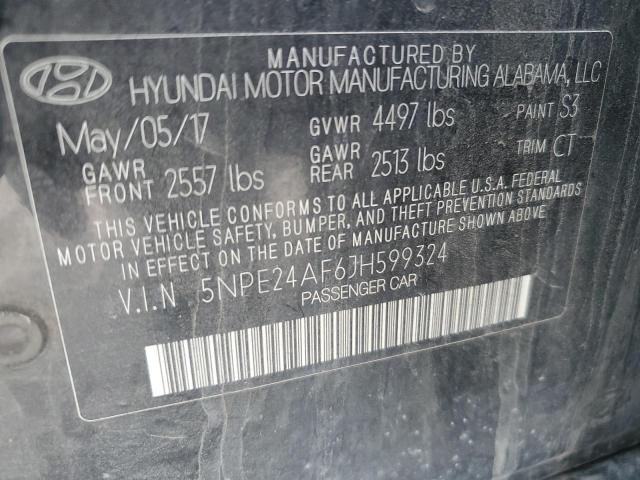 MANUFACTURED BY
HYUNDAI MOTOR MANUFACTURING ALABAMA, LLC
May/05/17 GVWR 4497 lbs PAINT S3
GAWR FRONT 2557 lbs GAWR REAR 2513 lbs TRIM CT
THIS VEHICLE CONFORMS TO ALL APPLICABLE U.S.A. FEDERAL
MOTOR VEHICLE SAFETY, BUMPER, AND THEFT PREVENTION STANDARDS
IN EFFECT ON THE DATE OF MANUFACTURE SHOWN ABOVE
V.I.N 5NPE24AF6JH599324
PASSENGER CAR